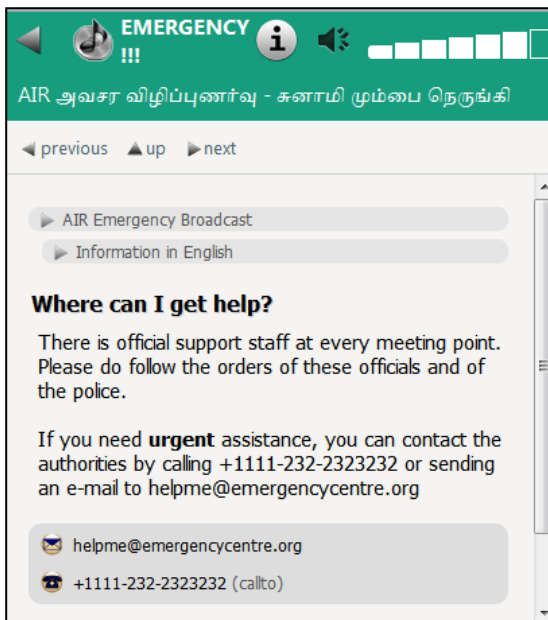 EMERGENCY
!!!
i
AIR அவசர விழிப்புணர்வு - சுனாமி மும்பை நெருங்கி
previous up next
AIR Emergency Broadcast
Information in English
Where can I get help?
There is official support staff at every meeting point.
Please do follow the orders of these officials and of
the police.
If you need urgent assistance, you can contact the
authorities by calling +1111-232-2323232 or sending
an e-mail to helpme@emergencycentre.org
helpme@emergencycentre.org
+1111-232-2323232 (callto)